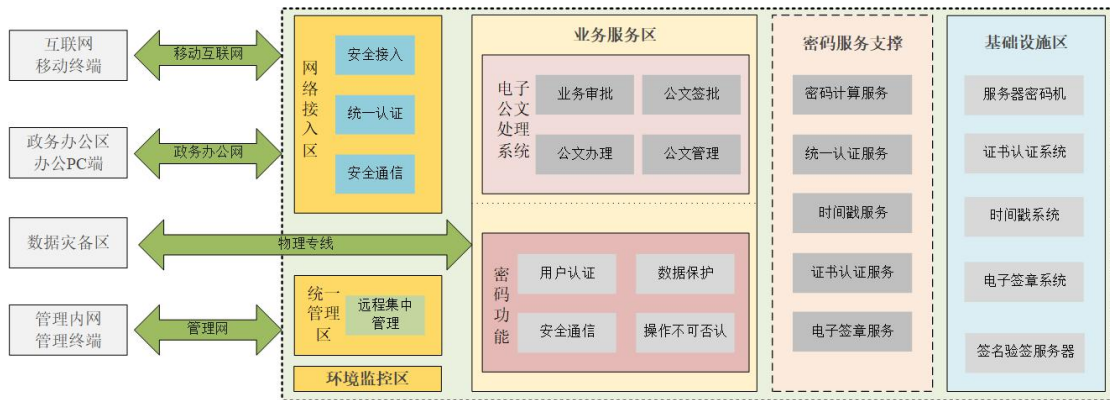 互联网
移动终端
移动互联网
政务办公区
办公PC端
政务办公网
数据灾备区
物理专线
管理内网
管理终端
管理网
网络接入区
安全接入
统一认证
安全通信
统一
管理
区
远程集中
管理
环境监控区
业务服务区
电子
公文
处理
系统
业务审批
公文签批
公文办理
公文管理
密码功能
用户认证
数据保护
安全通信
操作不可否认
密码服务支撑
密码计算服务
统一认证服务
时间戳服务
证书认证服务
电子签章服务
基础设施区
服务器密码机
证书认证系统
时间戳系统
电子签章系统
签名验签服务器